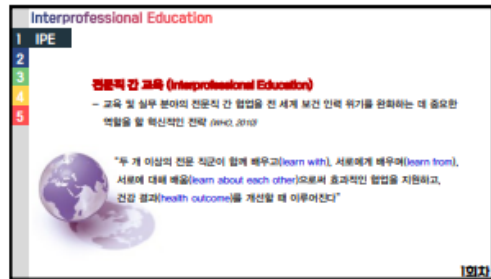 Interprofessional Education
1 IPE
2
3
4
5
전문직 간 교육 (Interprofessional Education)
– 교육 및 실무 분야의 전문직 간 협업을 전 세계 보건 인력 위기를 완화하는 데 중요한
역할을 할 혁신적인 전략 (WHO, 2010)
"두 개 이상의 전문 직군이 함께 배우고(learn with), 서로에게 배우며(learn from),
서로에 대해 배움(learn about each other)으로써 효과적인 협업을 지원하고,
건강 결과(health outcome)를 개선할 때 이루어진다"
1회차